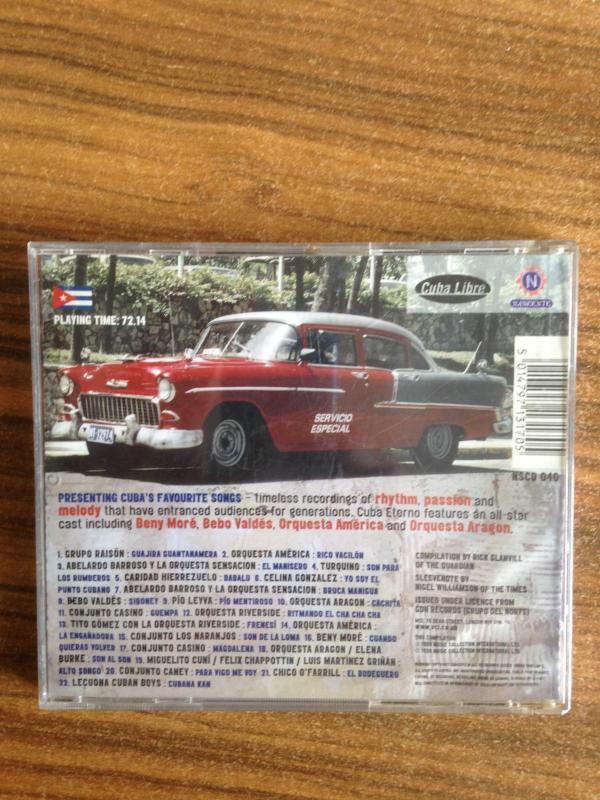 Cuba Libre
N
NASCENTE
PLAYING TIME: 72.14
SERVICIO
ESPECIAL
NSCD 040
PRESENTING CUBA'S FAVOURITE SONGS – timeless recordings of rhythm, passion and
melody that have entranced audiences for generations. Cuba Eterno features an all-star
cast including Beny Moré, Bebo Valdés, Orquesta América and Orquesta Aragon.
1. GRUPO RAISÓN: GUAJIRA GUANTANAMERA 2. ORQUESTA AMÉRICA: RICO VACILÓN
3. ABELARDO BARROSO Y LA ORQUESTA SENSACION: EL MANISERO 4. TURQUINO: SON PARA
LOS RUMBEROS 5. CARIDAD HIERREZUELO: BABALU 6. CELINA GONZALÉZ: YO SOY EL
PUNTO CUBANO 7. ABELARDO BARROSO Y LA ORQUESTA SENSACION: BRUCA MANIGUA
8. BEBO VALDÉS: SIBONEY 9. PÍO LEYVA: PÍO MENTIROSO 10. ORQUESTA ARAGON: CACHITA
11. CONJUNTO CASINO: GUEMPA 12. ORQUESTA RIVERSIDE: RITMANDO EL CHA CHA CHA
13. TITO GÓMEZ CON LA ORQUESTA RIVERSIDE: FRENESÍ 14. ORQUESTA AMÉRICA:
LA ENGAÑADORA 15. CONJUNTO LOS NARANJOS: SON DE LA LOMA 16. BENY MORÉ: CUANDO
QUIERAS VOLVER 17. CONJUNTO CASINO: MAGDALENA 18. ORQUESTA ARAGON / ELENA
BURKE: SON AL SON 19. MIGUELITO CUNÍ / FELIX CHAPPOTTIN / LUIS MARTÍNEZ GRIÑÁN:
ALTO SONGO 20. CONJUNTO CANEY: PARA VIGO ME VOY 21. CHICO O'FARRILL: EL BODEGUERO
22. LECUONA CUBAN BOYS: CUBANA KAN
COMPILATION BY RICK GLANVILL
OF THE GUARDIAN
SLEEVENOTE BY
NIGEL WILLIAMSON OF THE TIMES
ISSUED UNDER LICENCE FROM
GDN RECORDS (GRUPO DEL NORTE)